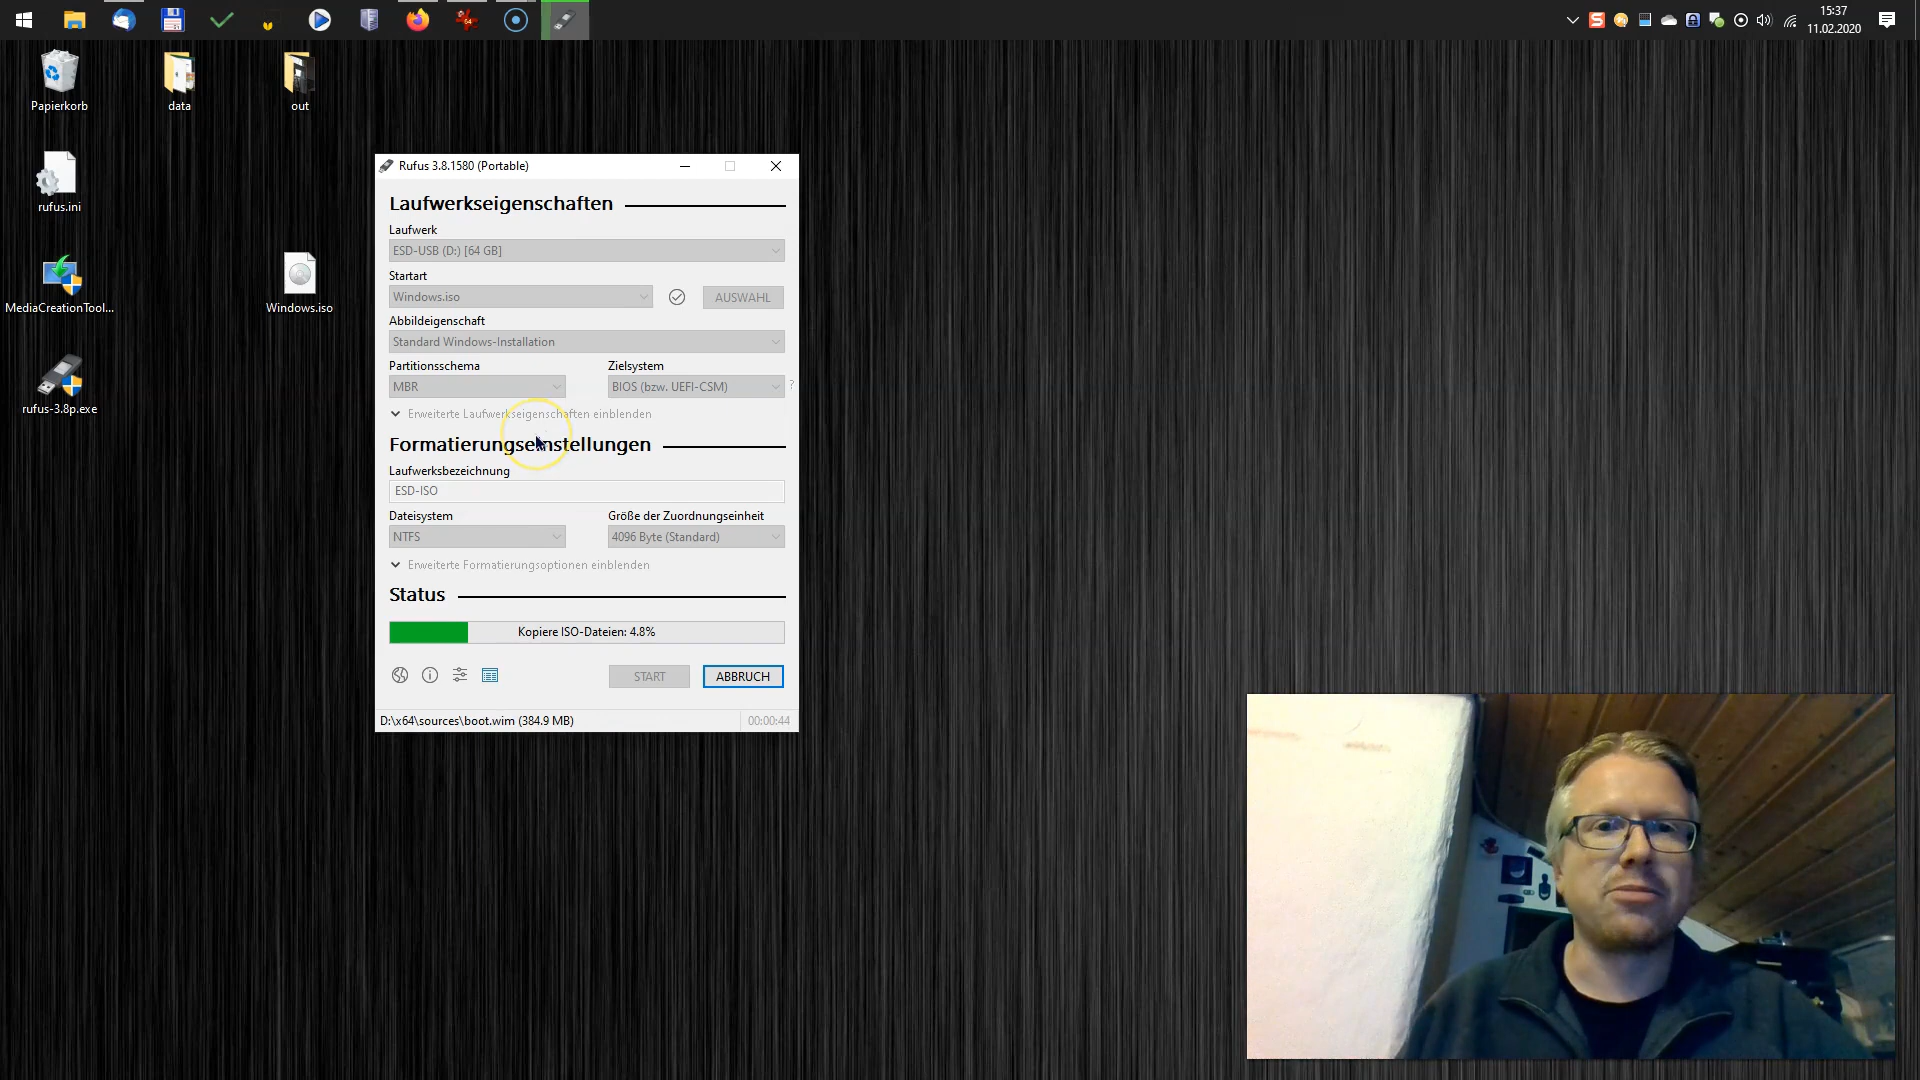 15:37
11.02.2020
Papierkorb
data
out
rufus.ini
MediaCreationTool...
Windows.iso
rufus-3.8p.exe
Rufus 3.8.1580 (Portable)
Laufwerkseigenschaften
Laufwerk
ESD-USB (D:) [64 GB]
Startart
Windows.iso
AUSWAHL
Abbildeigenschaft
Standard Windows-Installation
Partitionsschema
Zielsystem
MBR
BIOS (bzw. UEFI-CSM)
?
Erweiterte Laufwerkseigenschaften einblenden
Formatierungseinstellungen
Laufwerksbezeichnung
ESD-ISO
Dateisystem
Größe der Zuordnungseinheit
NTFS
4096 Byte (Standard)
Erweiterte Formatierungsoptionen einblenden
Status
Kopiere ISO-Dateien: 4.8%
START
ABBRUCH
D:\x64\sources\boot.wim (384.9 MB)
00:00:44